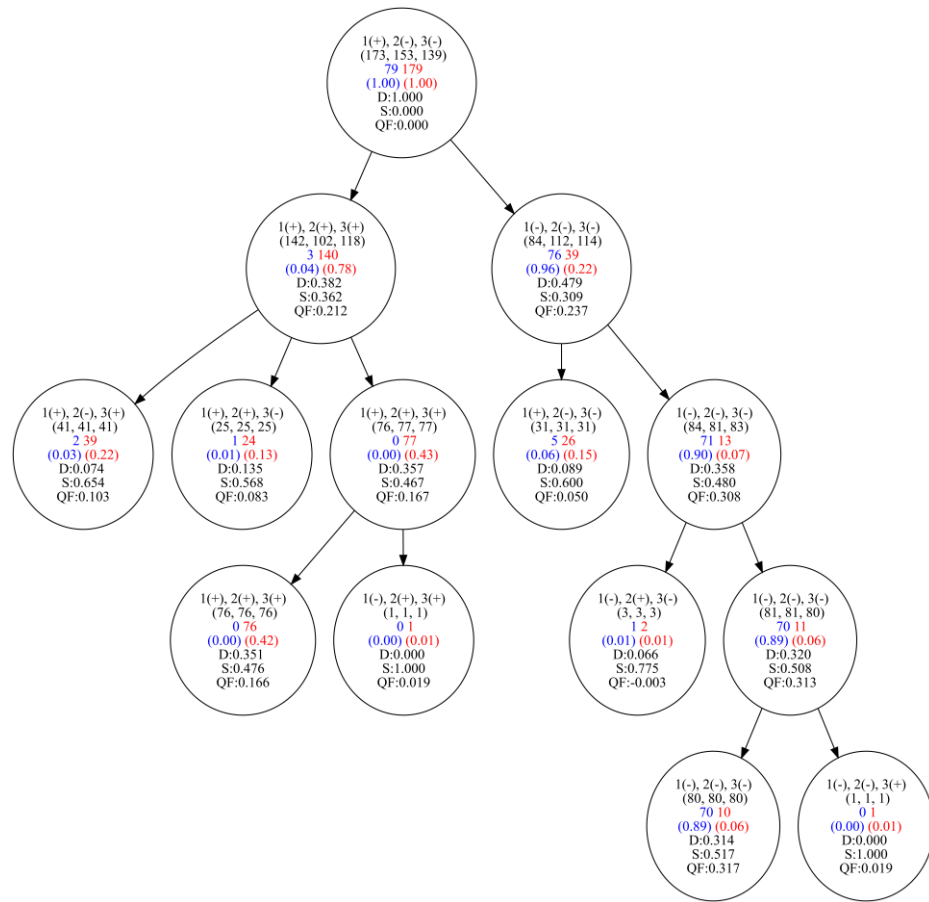 1(+), 2(-), 3(-)
(173, 153, 139)
79 179
(1.00) (1.00)
D:1.000
S:0.000
QF:0.000
1(+), 2(+), 3(+)
(142, 102, 118)
3 140
(0.04) (0.78)
D:0.382
S:0.362
QF:0.212
1(-), 2(-), 3(-)
(84, 112, 114)
76 39
(0.96) (0.22)
D:0.479
S:0.309
QF:0.237
1(+), 2(-), 3(+)
(41, 41, 41)
2 39
(0.03) (0.22)
D:0.074
S:0.654
QF:0.103
1(+), 2(+), 3(-)
(25, 25, 25)
1 24
(0.01) (0.13)
D:0.135
S:0.568
QF:0.083
1(+), 2(+), 3(+)
(76, 77, 77)
0 77
(0.00) (0.43)
D:0.357
S:0.467
QF:0.167
1(+), 2(-), 3(-)
(31, 31, 31)
5 26
(0.06) (0.15)
D:0.089
S:0.600
QF:0.050
1(-), 2(-), 3(-)
(84, 81, 83)
71 13
(0.90) (0.07)
D:0.358
S:0.480
QF:0.308
1(+), 2(+), 3(+)
(76, 76, 76)
0 76
(0.00) (0.42)
D:0.351
S:0.476
QF:0.166
1(-), 2(+), 3(+)
(1, 1, 1)
0 1
(0.00) (0.01)
D:0.000
S:1.000
QF:0.019
1(-), 2(+), 3(-)
(3, 3, 3)
1 2
(0.01) (0.01)
D:0.066
S:0.775
QF:-0.003
1(-), 2(-), 3(-)
(81, 81, 80)
70 11
(0.89) (0.06)
D:0.320
S:0.508
QF:0.313
1(-), 2(-), 3(-)
(80, 80, 80)
70 10
(0.89) (0.06)
D:0.314
S:0.517
QF:0.317
1(-), 2(-), 3(+)
(1, 1, 1)
0 1
(0.00) (0.01)
D:0.000
S:1.000
QF:0.019